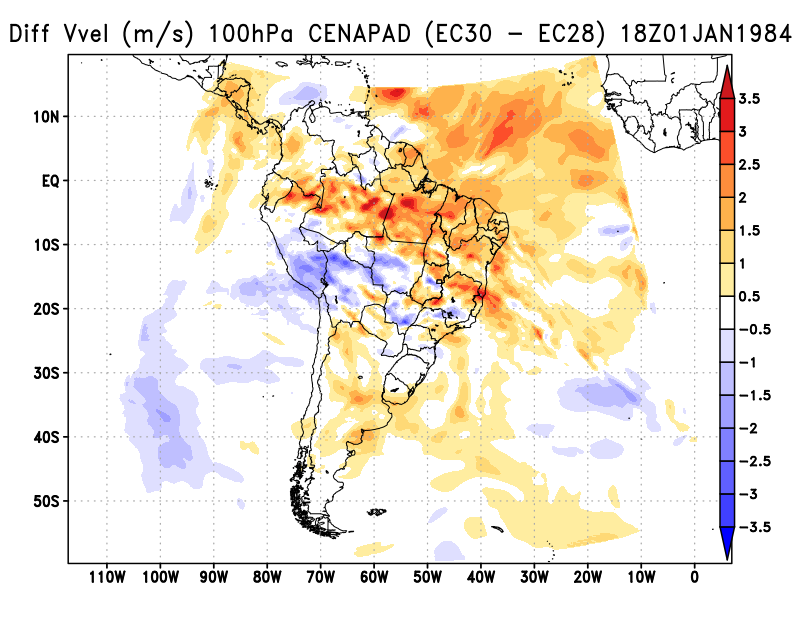 Diff Vvel (m/s) 100hPa CENAPAD (EC30 – EC28) 18Z01JAN1984
10N
EQ
10S
20S
30S
40S
50S
110W 100W 90W 80W 70W 60W 50W 40W 30W 20W 10W 0
3.5
3
2.5
2
1.5
1
0.5
−0.5
−1
−1.5
−2
−2.5
−3
−3.5